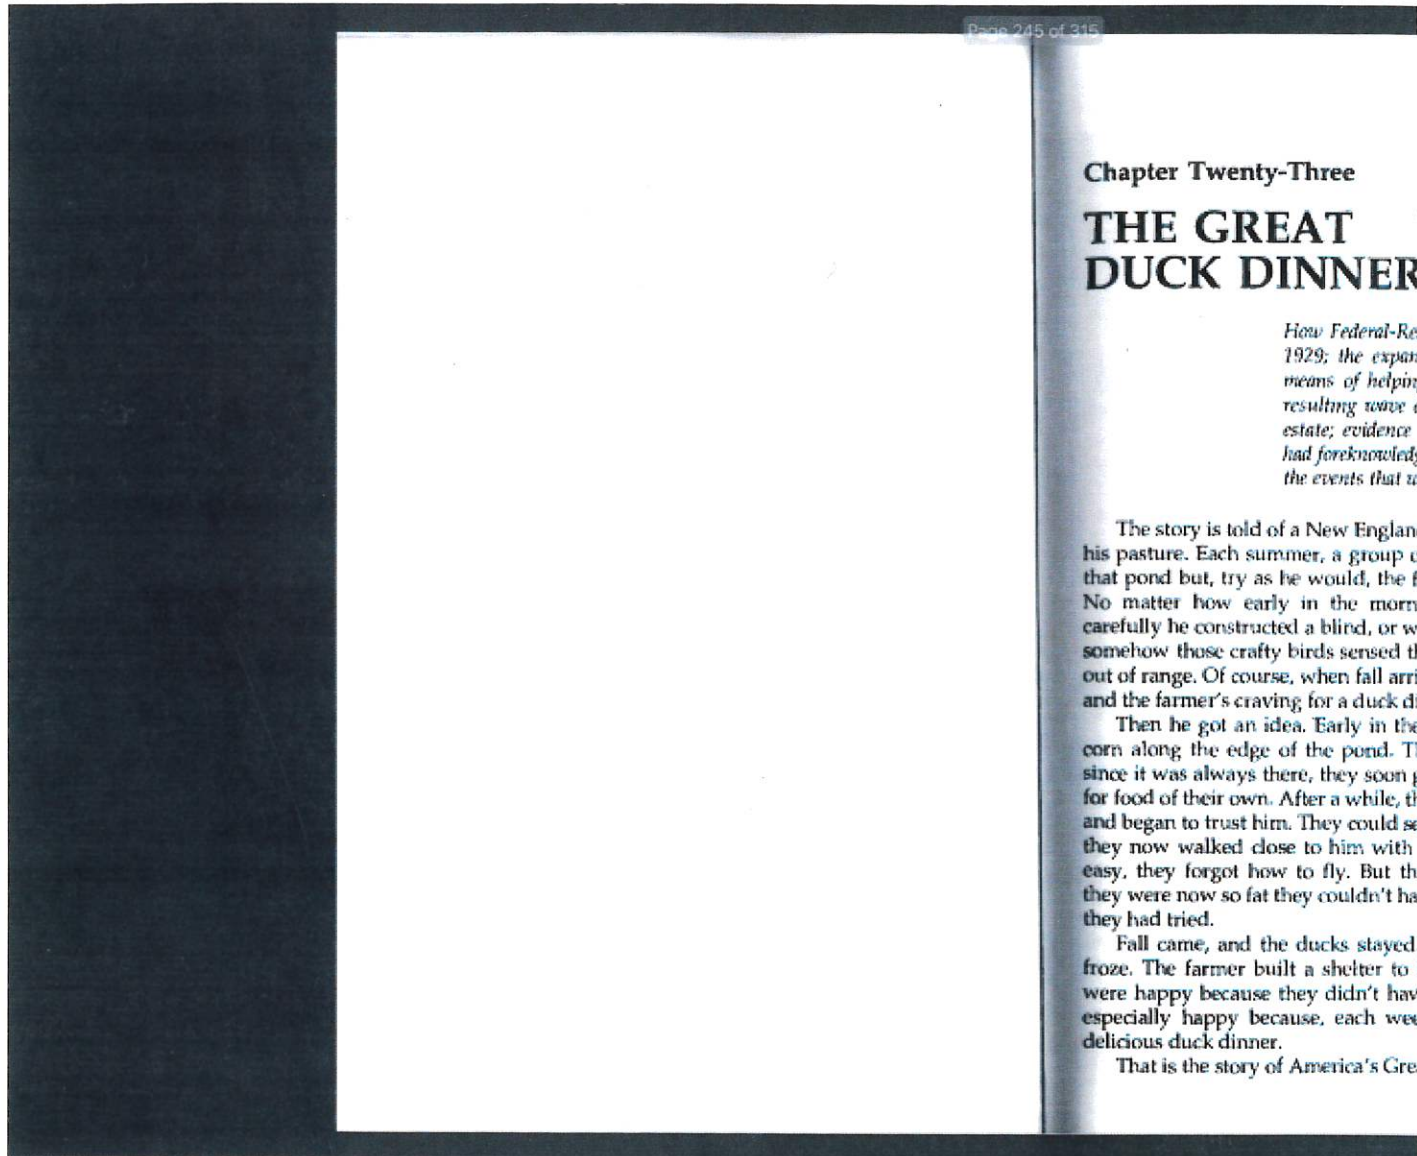 Page 245 of 315
Chapter Twenty-Three
THE GREAT
DUCK DINNER
How Federal-Re
1929; the expan
means of helpin
resulting wave
estate; evidence
had foreknowled
the events that
The story is told of a New Englan
his pasture. Each summer, a group
that pond but, try as he would, the
No matter how early in the morn
carefully he constructed a blind, or w
somehow those crafty birds sensed th
out of range. Of course, when fall arri
and the farmer's craving for a duck di
Then he got an idea. Early in the
corn along the edge of the pond. Th
since it was always there, they soon
for food of their own. After a while, th
and began to trust him. They could se
they now walked close to him with
easy, they forgot how to fly. But th
they were now so fat they couldn't ha
they had tried.
Fall came, and the ducks stayed
froze. The farmer built a shelter to
were happy because they didn't hav
especially happy because, each wee
delicious duck dinner.
That is the story of America's Gre